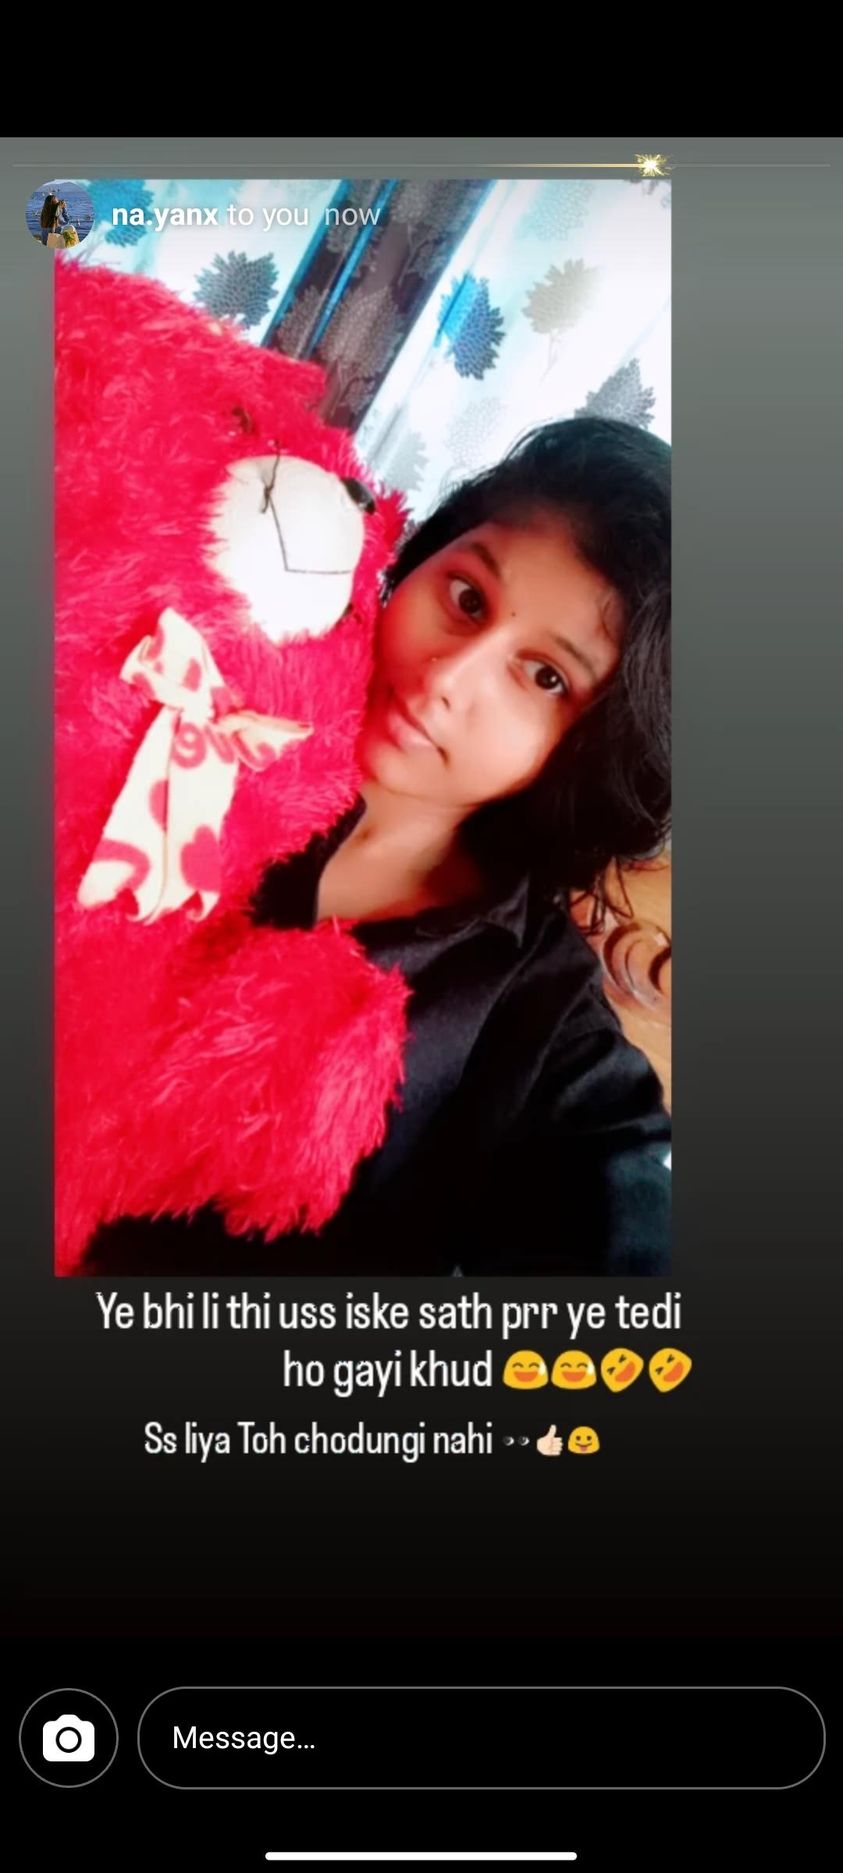 na.yanx to you now
Ye bhi li thi uss iske sath prr ye tedi
ho gayi khud 😅😅🤣🤣
Ss liya Toh chodungi nahi 👀👍🏻😛
Message...